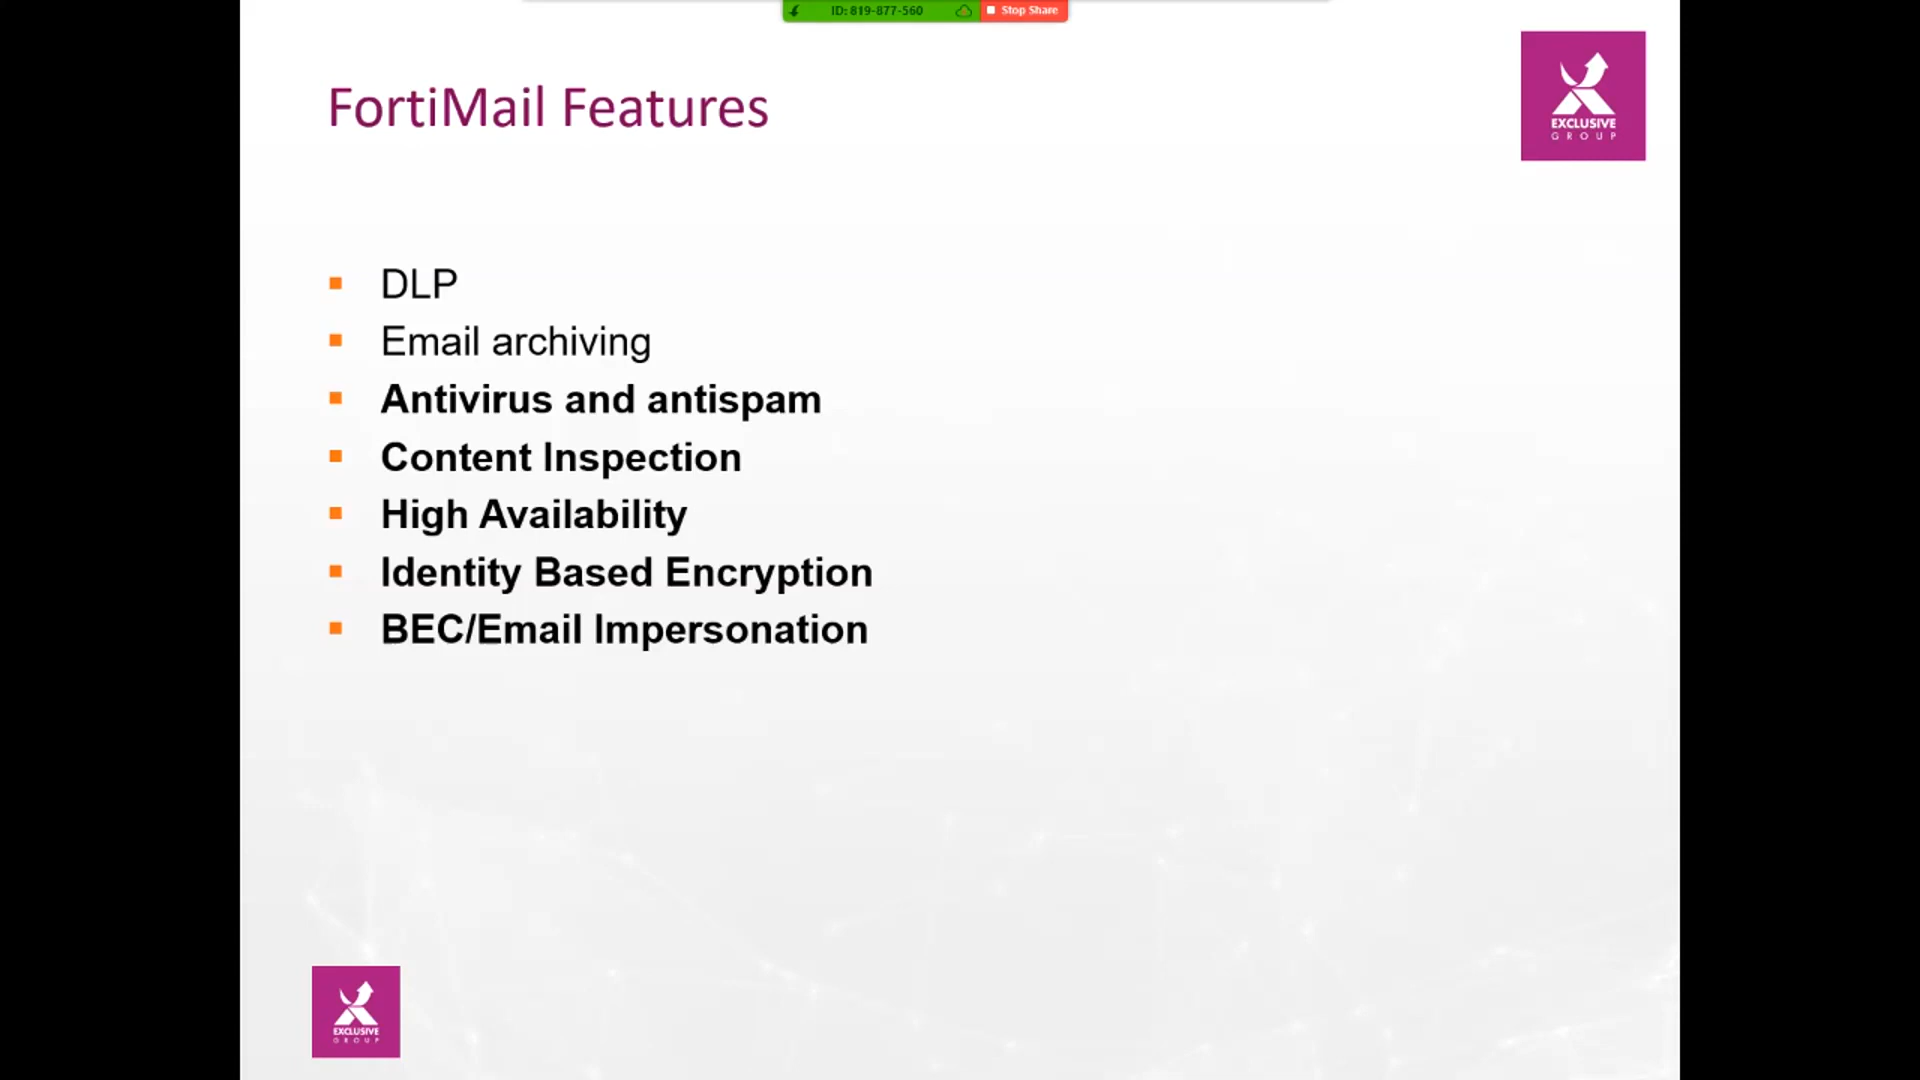 ID: 819-877-560
Stop Share
FortiMail Features
EXCLUSIVE
GROUP
DLP
Email archiving
Antivirus and antispam
Content Inspection
High Availability
Identity Based Encryption
BEC/Email Impersonation
EXCLUSIVE
GROUP